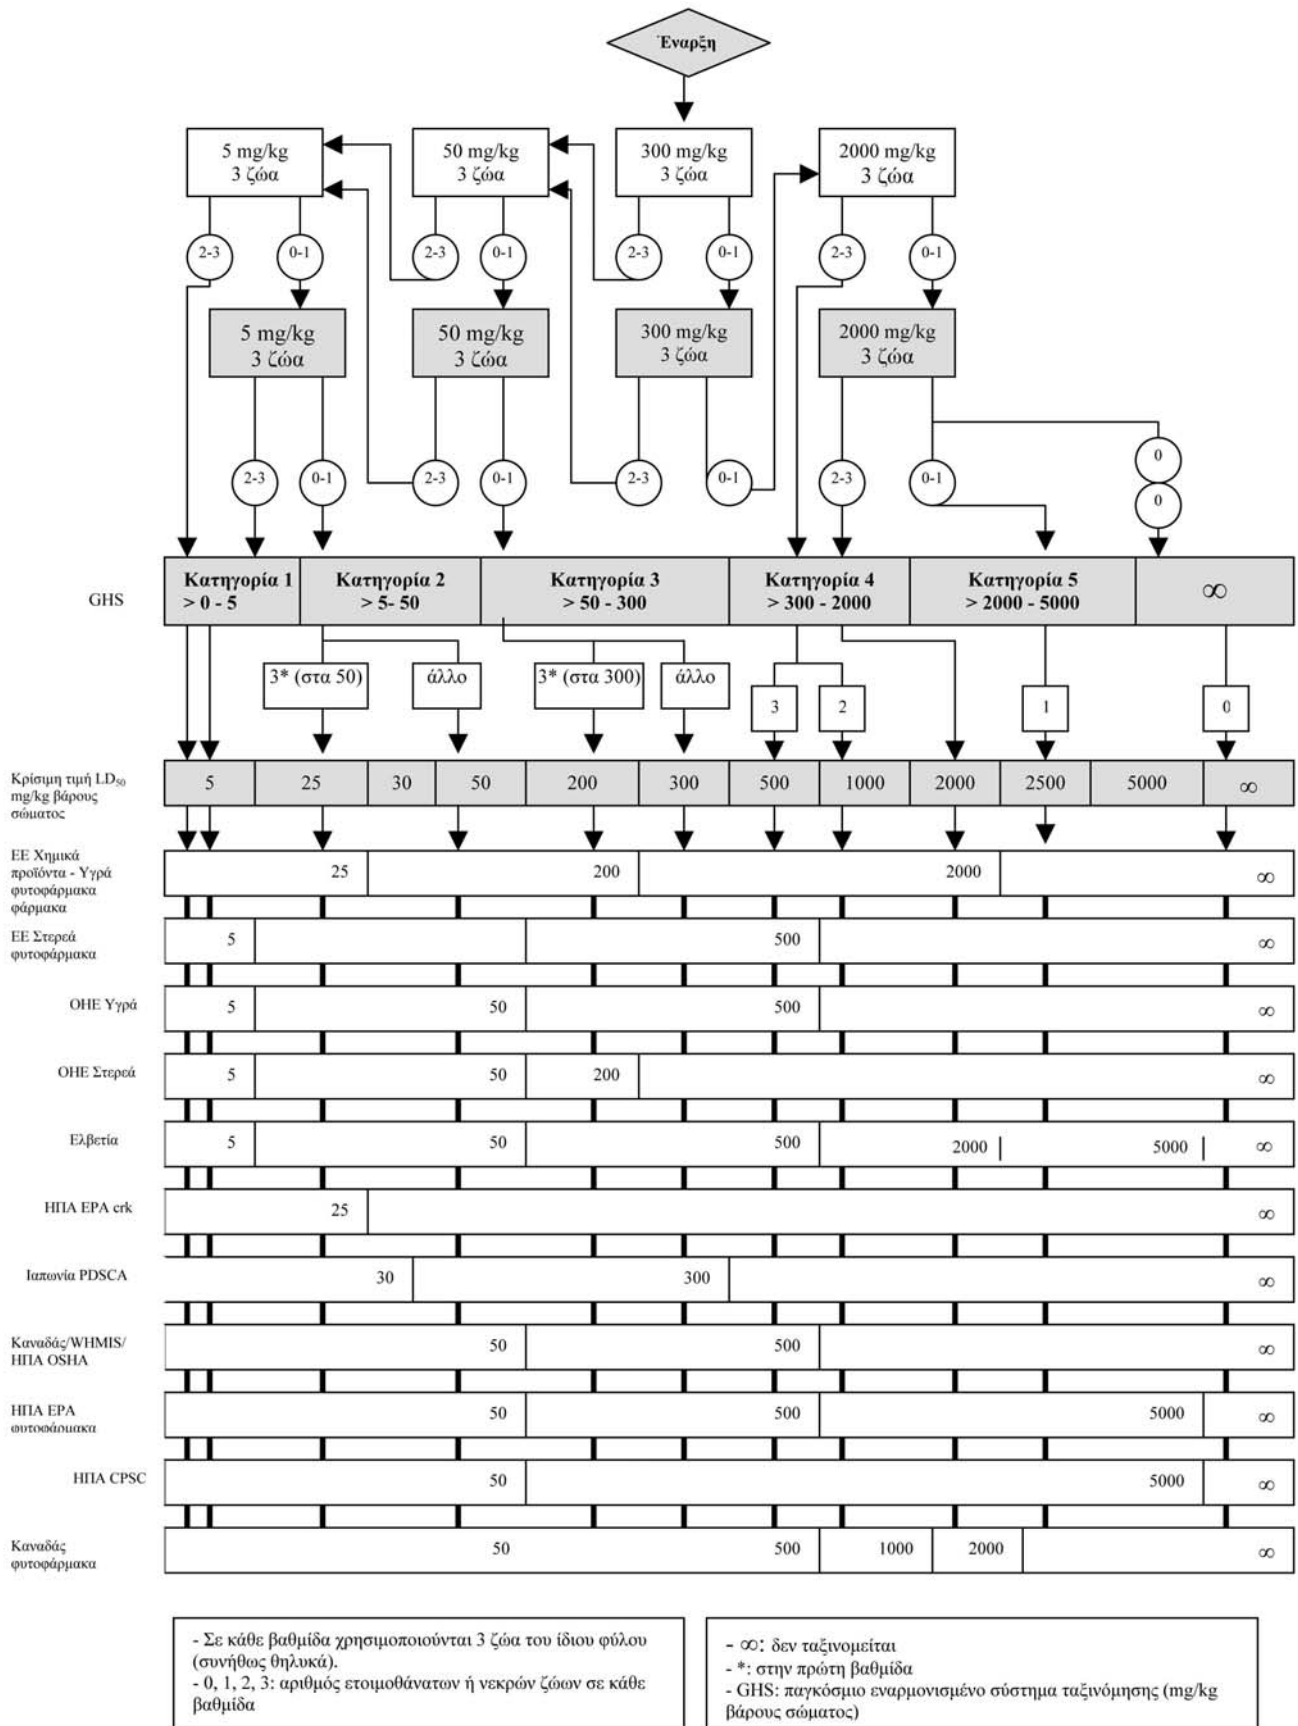 Έναρξη
5 mg/kg
3 ζώα
50 mg/kg
3 ζώα
300 mg/kg
3 ζώα
2000 mg/kg
3 ζώα
2-3
0-1
2-3
0-1
2-3
0-1
2-3
0-1
5 mg/kg
3 ζώα
50 mg/kg
3 ζώα
300 mg/kg
3 ζώα
2000 mg/kg
3 ζώα
2-3
0-1
2-3
0-1
2-3
0-1
2-3
0-1
0
0
GHS
Κατηγορία 1
> 0 - 5
Κατηγορία 2
> 5- 50
Κατηγορία 3
> 50 - 300
Κατηγορία 4
> 300 - 2000
Κατηγορία 5
> 2000 - 5000
∞
3* (στα 50)
άλλο
3* (στα 300)
άλλο
3
2
1
0
Κρίσιμη τιμή LD₅₀
mg/kg βάρους
σώματος
5 25 30 50 200 300 500 1000 2000 2500 5000 ∞
ΕΕ Χημικά
προϊόντα - Υγρά
φυτοφάρμακα
φάρμακα
25 200 2000 ∞
ΕΕ Στερεά
φυτοφάρμακα
5 500 ∞
ΟΗΕ Υγρά
5 50 500 ∞
ΟΗΕ Στερεά
5 50 200 ∞
Ελβετία
5 50 500 2000 5000 ∞
ΗΠΑ EPA crk
25 ∞
Ιαπωνία PDSCA
30 300 ∞
Καναδάς/WHMIS/
ΗΠΑ OSHA
50 500 ∞
ΗΠΑ EPA
φυτοφάρμακα
50 500 5000 ∞
ΗΠΑ CPSC
50 5000 ∞
Καναδάς
φυτοφάρμακα
50 500 1000 2000 ∞
- Σε κάθε βαθμίδα χρησιμοποιούνται 3 ζώα του ίδιου φύλου
(συνήθως θηλυκά).
- 0, 1, 2, 3: αριθμός ετοιμοθάνατων ή νεκρών ζώων σε κάθε
βαθμίδα
- ∞: δεν ταξινομείται
- *: στην πρώτη βαθμίδα
- GHS: παγκόσμιο εναρμονισμένο σύστημα ταξινόμησης (mg/kg
βάρους σώματος)